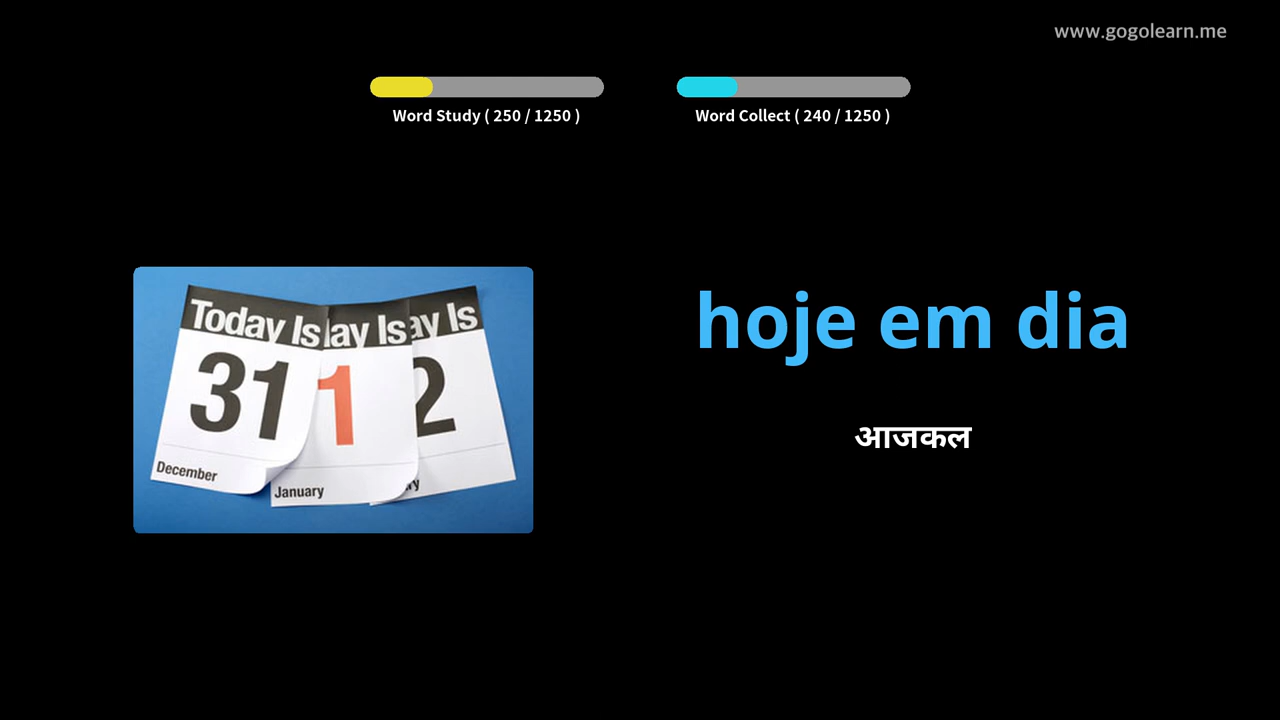 www.gogolearn.me
Word Study ( 250 / 1250 )
Word Collect ( 240 / 1250 )
Today Is
ay Is
ay Is
31
1
2
December
January
ry
hoje em dia
आजकल